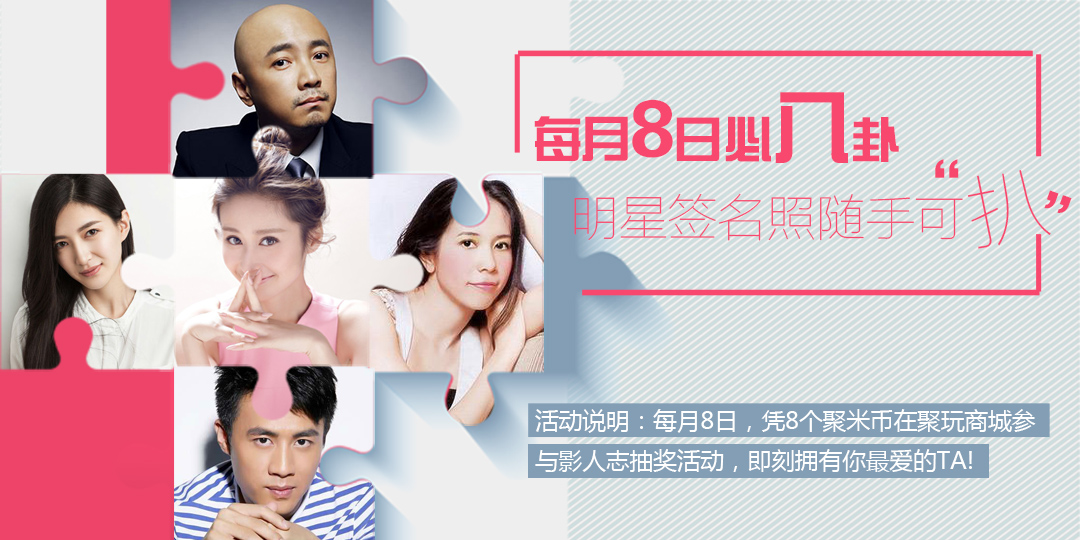 每月8日必八卦
明星签名照随手可“扒”
活动说明：每月8日，凭8个聚米币在聚玩商城参
与影人志抽奖活动，即刻拥有你最爱的TA!